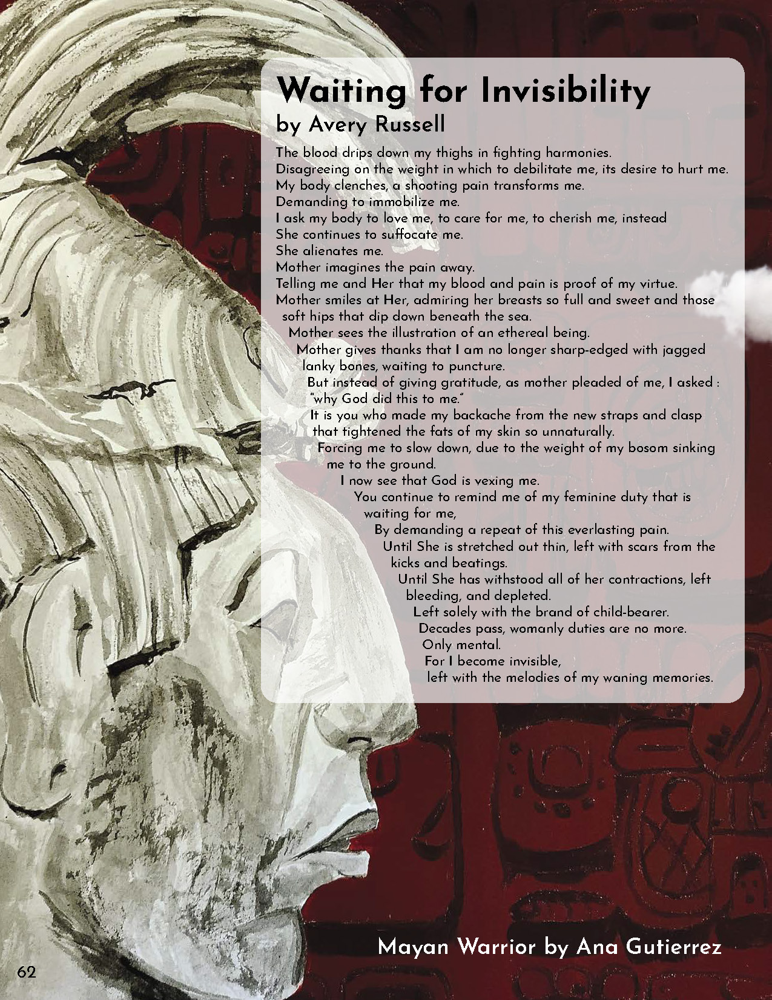 Waiting for Invisibility
by Avery Russell
The blood drips down my thighs in fighting harmonies.
Disagreeing on the weight in which to debilitate me, its desire to hurt me.
My body clenches, a shooting pain transforms me.
Demanding to immobilize me.
I ask my body to love me, to care for me, to cherish me, instead
She continues to suffocate me.
She alienates me.
Mother imagines the pain away.
Telling me and Her that my blood and pain is proof of my virtue.
Mother smiles at Her, admiring her breasts so full and sweet and those
soft hips that dip down beneath the sea.
Mother sees the illustration of an ethereal being.
Mother gives thanks that I am no longer sharp-edged with jagged
lanky bones, waiting to puncture.
But instead of giving gratitude, as mother pleaded of me, I asked :
“why God did this to me.”
It is you who made my backache from the new straps and clasp
that tightened the fats of my skin so unnaturally.
Forcing me to slow down, due to the weight of my bosom sinking
me to the ground.
I now see that God is vexing me.
You continue to remind me of my feminine duty that is
waiting for me,
By demanding a repeat of this everlasting pain.
Until She is stretched out thin, left with scars from the
kicks and beatings.
Until She has withstood all of her contractions, left
bleeding, and depleted.
Left solely with the brand of child-bearer.
Decades pass, womanly duties are no more.
Only mental.
For I become invisible,
left with the melodies of my waning memories.
Mayan Warrior by Ana Gutierrez
62